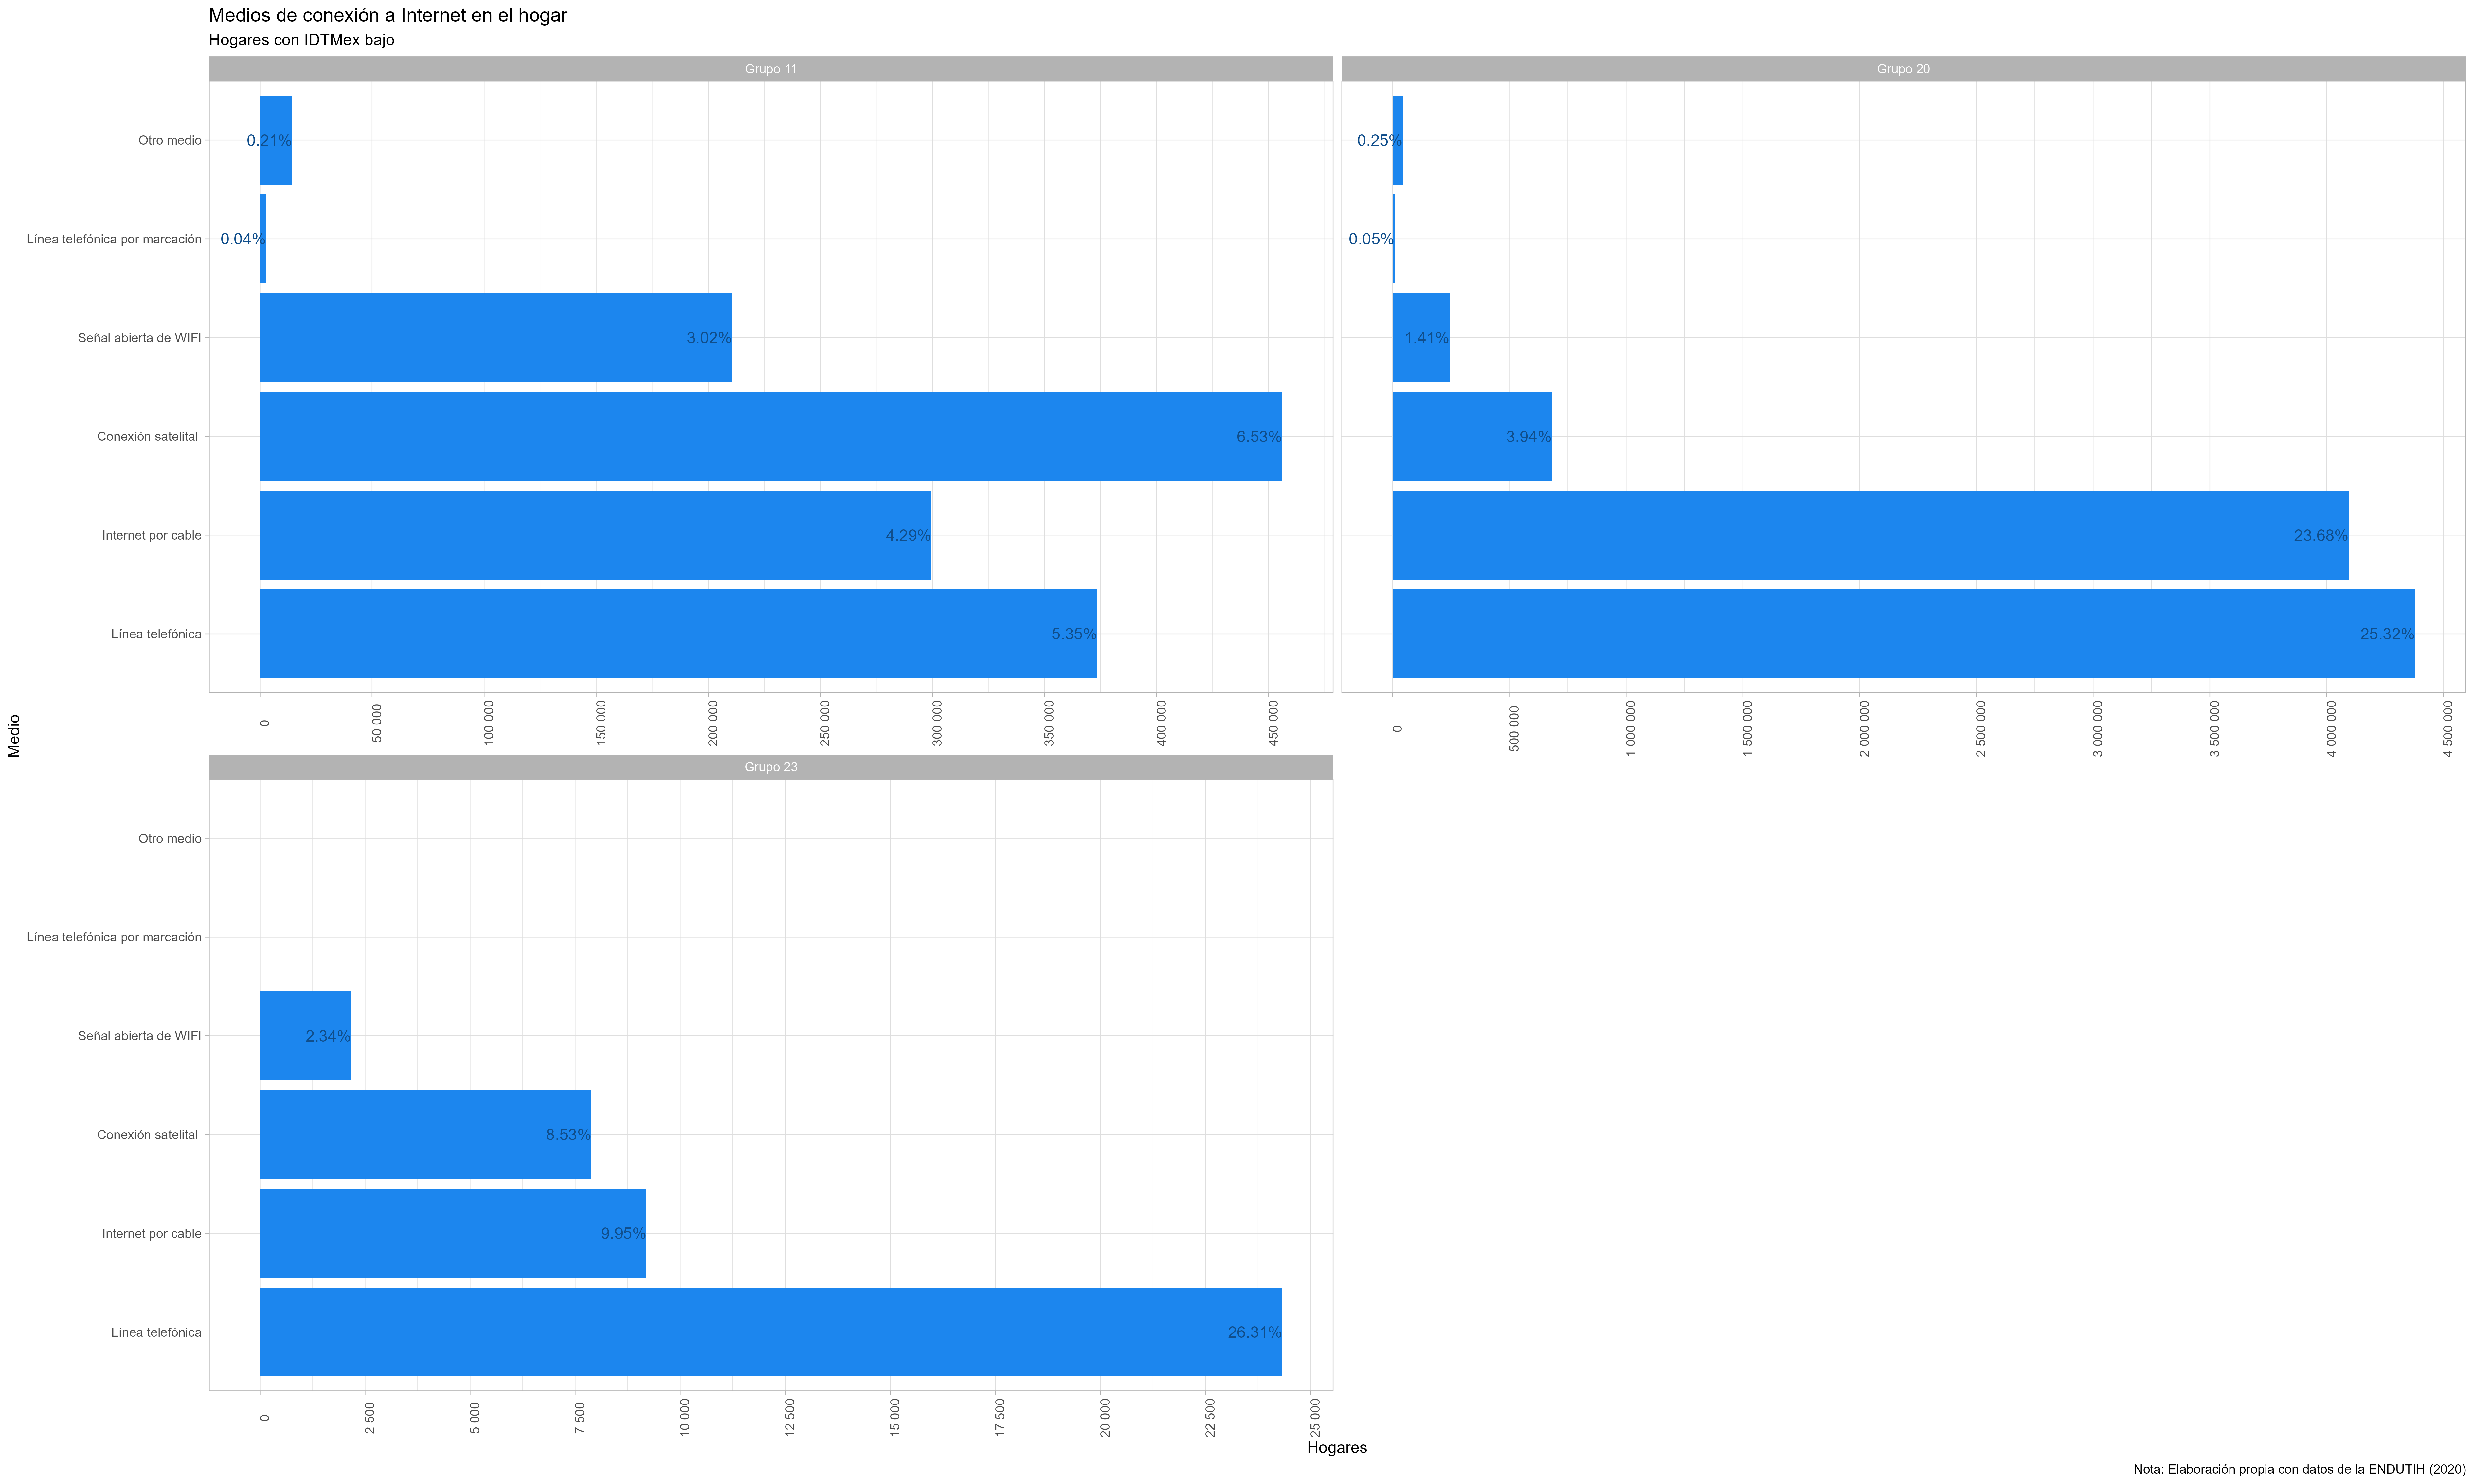 Medios de conexión a Internet en el hogar
Hogares con IDTMex bajo
Grupo 11
Otro medio
0.21%
Línea telefónica por marcación
0.04%
Señal abierta de WIFI
3.02%
Conexión satelital
6.53%
Internet por cable
4.29%
Línea telefónica
5.35%
0
50 000
100 000
150 000
200 000
250 000
300 000
350 000
400 000
450 000
Grupo 20
0.25%
0.05%
1.41%
3.94%
23.68%
25.32%
0
500 000
1 000 000
1 500 000
2 000 000
2 500 000
3 000 000
3 500 000
4 000 000
4 500 000
Medio
Grupo 23
Otro medio
Línea telefónica por marcación
Señal abierta de WIFI
2.34%
Conexión satelital
8.53%
Internet por cable
9.95%
Línea telefónica
26.31%
0
2 500
5 000
7 500
10 000
12 500
15 000
17 500
20 000
22 500
25 000
Hogares
Nota: Elaboración propia con datos de la ENDUTIH (2020)